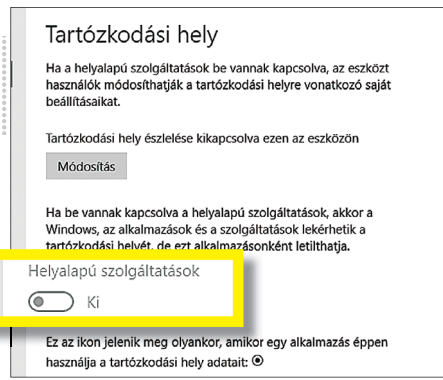 Tartózkodási hely
Ha a helyalapú szolgáltatások be vannak kapcsolva, az eszközt
használók módosíthatják a tartózkodási helyre vonatkozó saját
beállításaikat.
Tartózkodási hely észlelése kikapcsolva ezen az eszközön
Módosítás
Ha be vannak kapcsolva a helyalapú szolgáltatások, akkor a
Windows, az alkalmazások és a szolgáltatások lekérhetik a
tartózkodási helyét, de ezt alkalmazásonként letilthatja.
Helyalapú szolgáltatások
Ki
Ez az ikon jelenik meg olyankor, amikor egy alkalmazás éppen
használja a tartózkodási hely adatait: